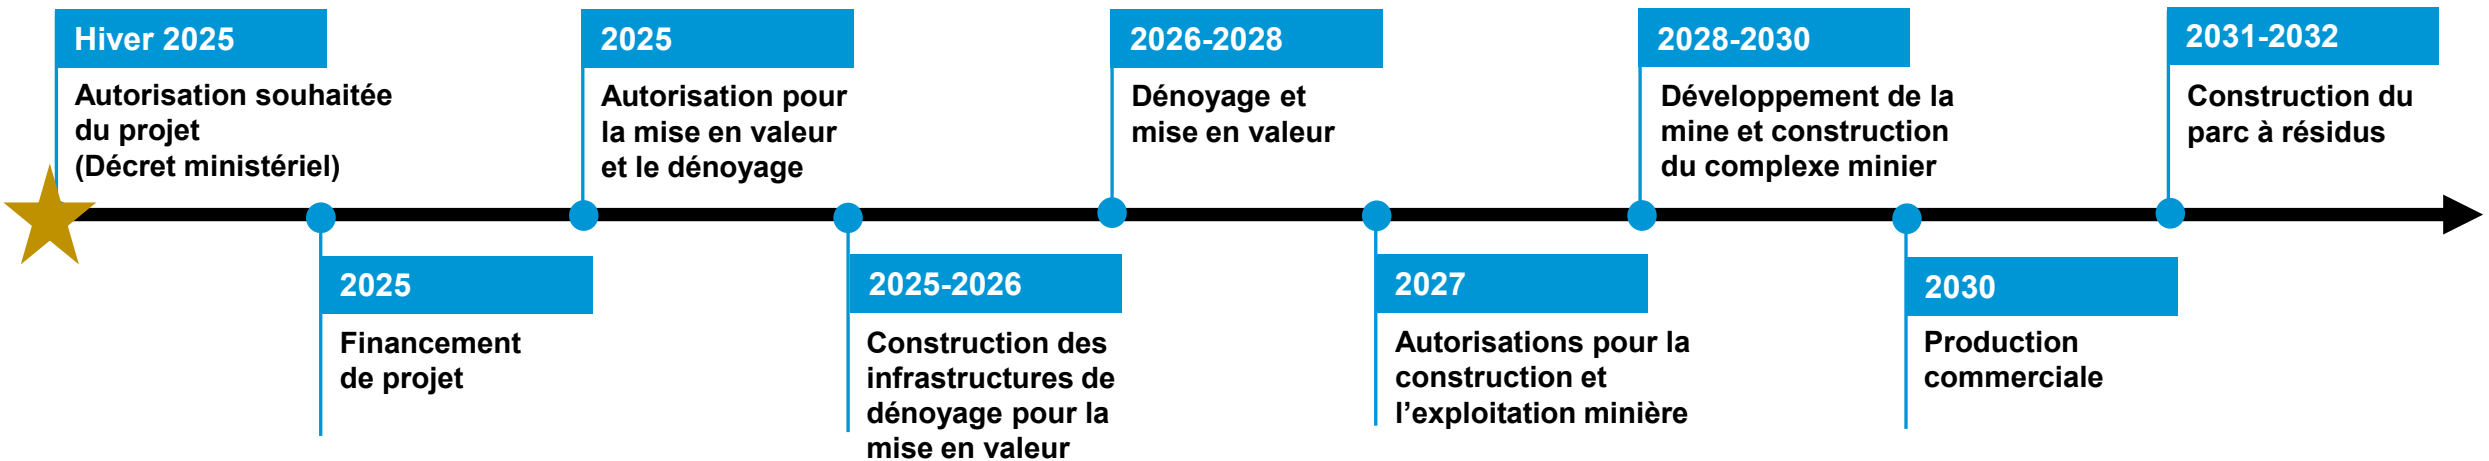 Hiver 2025
Autorisation souhaitée
du projet
(Décret ministériel)
2025
Financement
de projet
2025
Autorisation pour
la mise en valeur
et le dénoyage
2025-2026
Construction des
infrastructures de
dénoyage pour la
mise en valeur
2026-2028
Dénoyage et
mise en valeur
2027
Autorisations pour la
construction et
l’exploitation minière
2028-2030
Développement de la
mine et construction
du complexe minier
2030
Production
commerciale
2031-2032
Construction du
parc à résidus